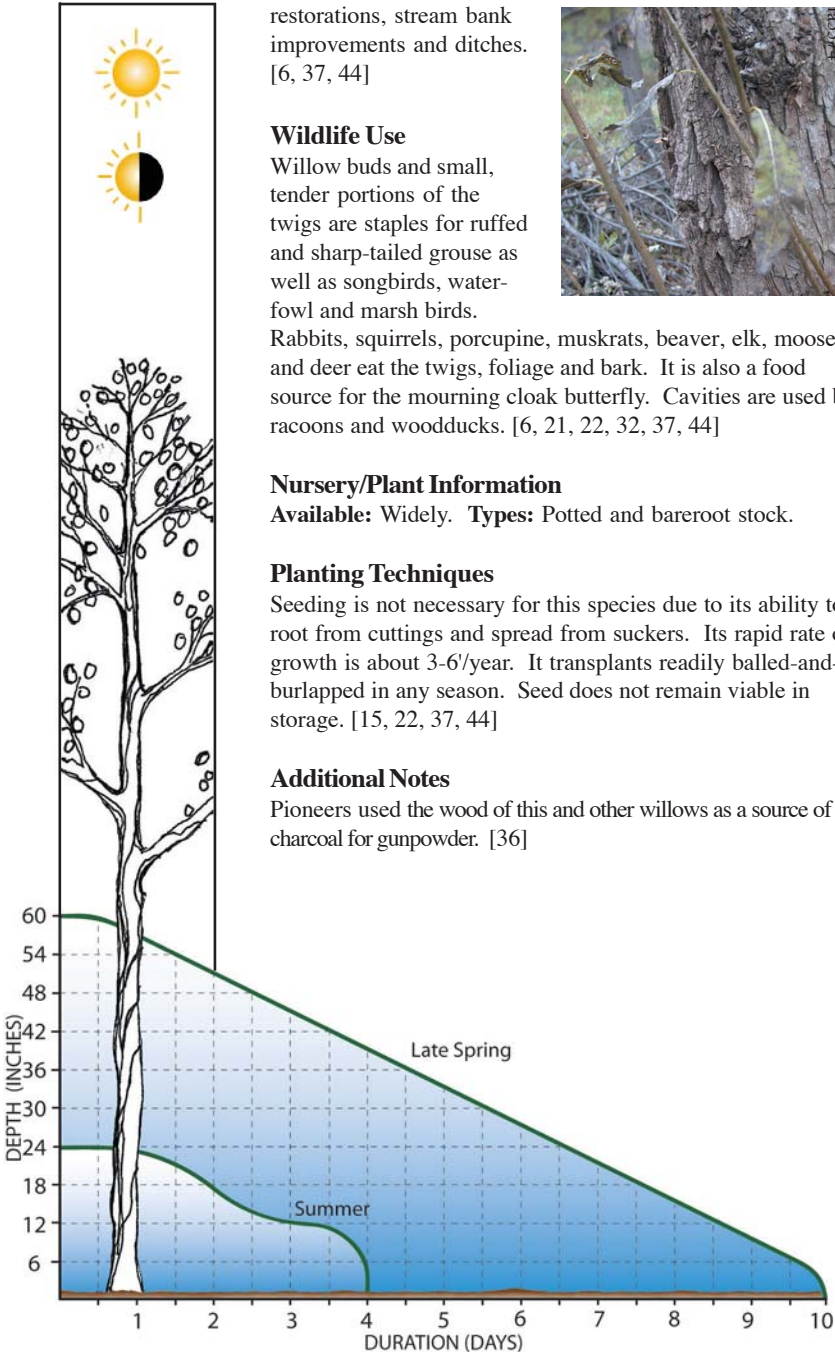 restorations, stream bank
improvements and ditches.
[6, 37, 44]
Wildlife Use
Willow buds and small,
tender portions of the
twigs are staples for ruffed
and sharp-tailed grouse as
well as songbirds, water-
fowl and marsh birds.
Rabbits, squirrels, porcupine, muskrats, beaver, elk, moose
and deer eat the twigs, foliage and bark. It is also a food
source for the mourning cloak butterfly. Cavities are used
racoons and woodducks. [6, 21, 22, 32, 37, 44]
Nursery/Plant Information
Available: Widely. Types: Potted and bareroot stock.
Planting Techniques
Seeding is not necessary for this species due to its ability
root from cuttings and spread from suckers. Its rapid rate
growth is about 3-6'/year. It transplants readily balled-and-
burlapped in any season. Seed does not remain viable in
storage. [15, 22, 37, 44]
Additional Notes
Pioneers used the wood of this and other willows as a source of
charcoal for gunpowder. [36]
60
54
48
42
36
30
24
18
12
6
DEPTH (INCHES)
Late Spring
Summer
1 2 3 4 5 6 7 8 9 10
DURATION (DAYS)